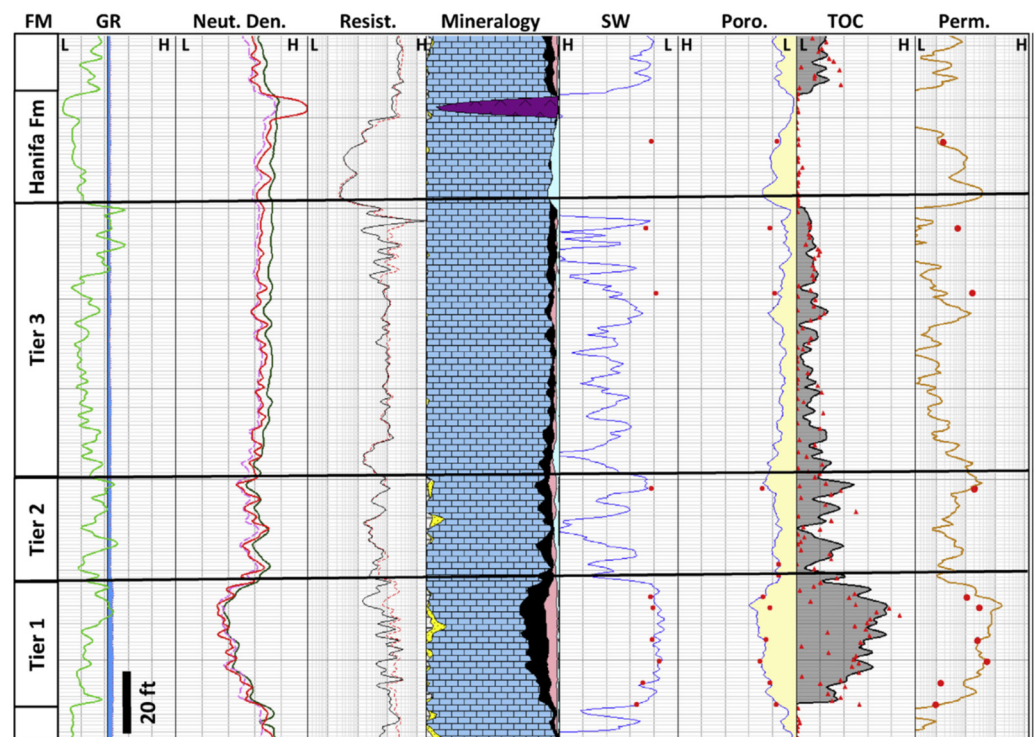 FM GR Neut. Den. Resist. Mineralogy SW Poro. TOC Perm.
L H L H L H H L H L L H L H
Hanifa Fm
Tier 3
Tier 2
Tier 1
20 ft